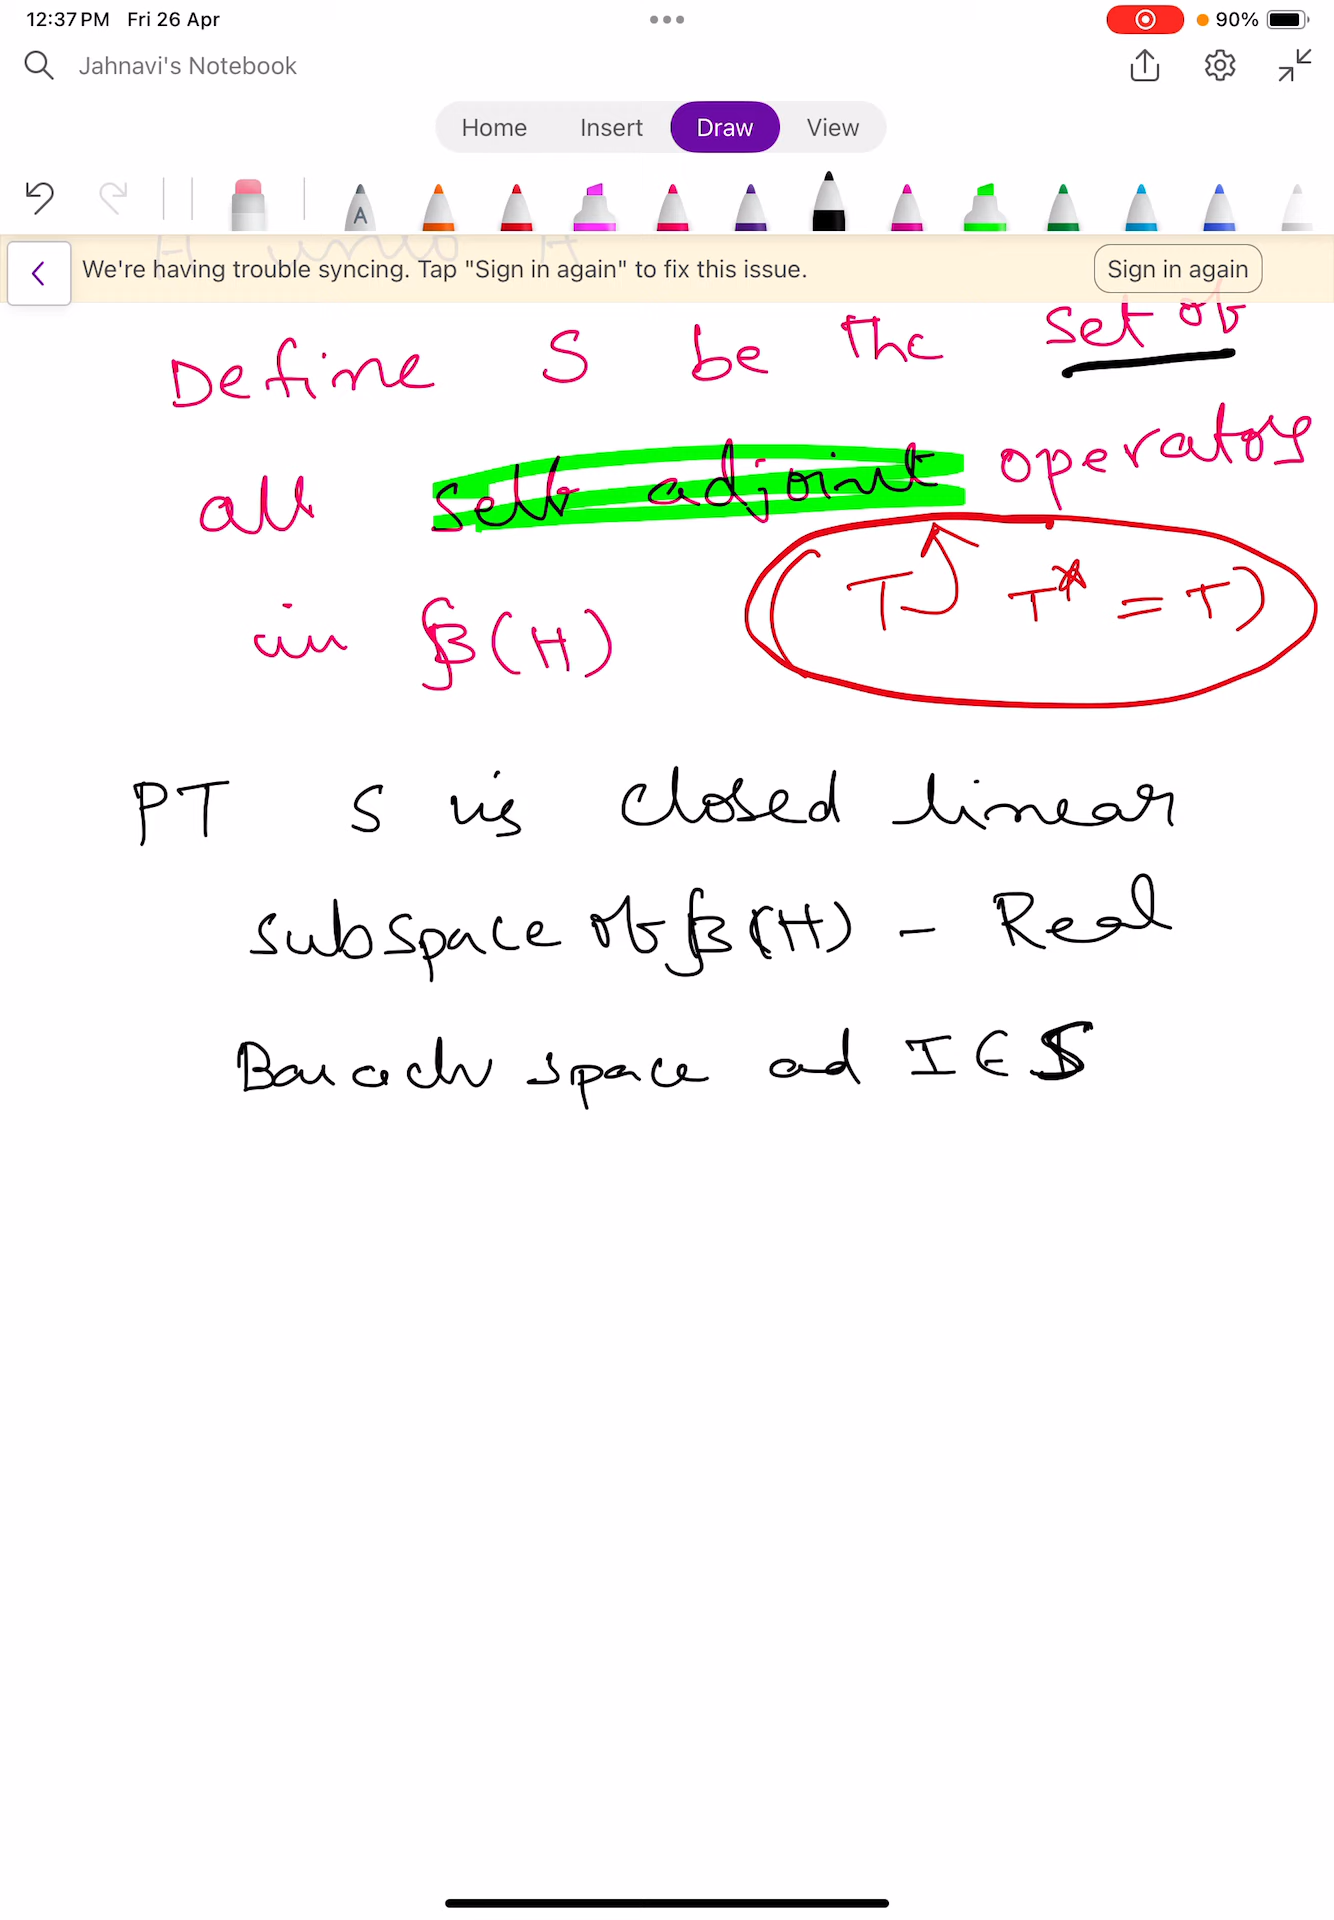 12:37 PM Fri 26 Apr
90%
Jahnavi's Notebook
Home Insert Draw View
A
H unto H
We're having trouble syncing. Tap "Sign in again" to fix this issue.
Sign in again
Define S be the set of
all self adjoint operators
in B(H) (T T* = T)
PT S is closed linear
subspace of B(H) - Real
Banach space ad I ∈ S